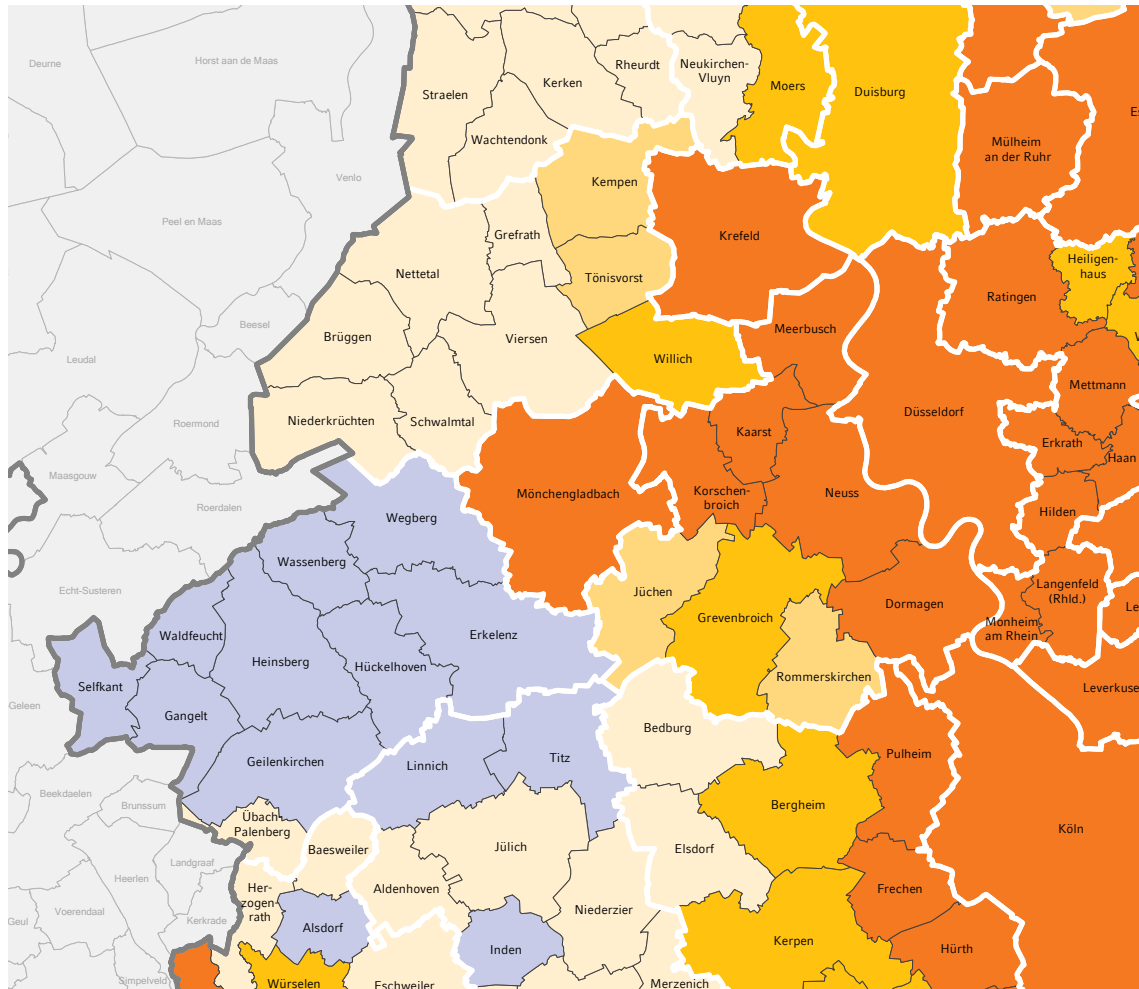 Deurne
Horst aan de Maas
Venlo
Peel en Maas
Beesel
Leudal
Roermond
Maasgouw
Roerdalen
Echt-Susteren
Geleen
Beekdaelen
Brunssum
Landgraaf
Heerlen
Voerendaal
Kerkrade
Geul
Simpelveld
Straelen
Kerken
Rheurdt
Neukirchen-
Vluyn
Moers
Duisburg
Mülheim
an der Ruhr
Wachtendonk
Kempen
Krefeld
Grefrath
Nettetal
Tönisvorst
Ratingen
Heiligen-
haus
Brüggen
Viersen
Willich
Meerbusch
Mettmann
Niederkrüchten
Schwalmtal
Kaarst
Düsseldorf
Erkrath
Haan
Mönchengladbach
Korschen-
broich
Neuss
Hilden
Wegberg
Wassenberg
Jüchen
Grevenbroich
Dormagen
Langenfeld
(Rhld.)
Monheim
am Rhein
Le
Waldfeucht
Heinsberg
Hückelhoven
Erkelenz
Rommerskirchen
Selfkant
Gangelt
Leverkuse
Geilenkirchen
Linnich
Titz
Bedburg
Pulheim
Bergheim
Köln
Übach-
Palenberg
Baesweiler
Jülich
Elsdorf
Her-
zogen-
rath
Aldenhoven
Frechen
Alsdorf
Niederzier
Inden
Kerpen
Hürth
Würselen
Eschweiler
Merzenich